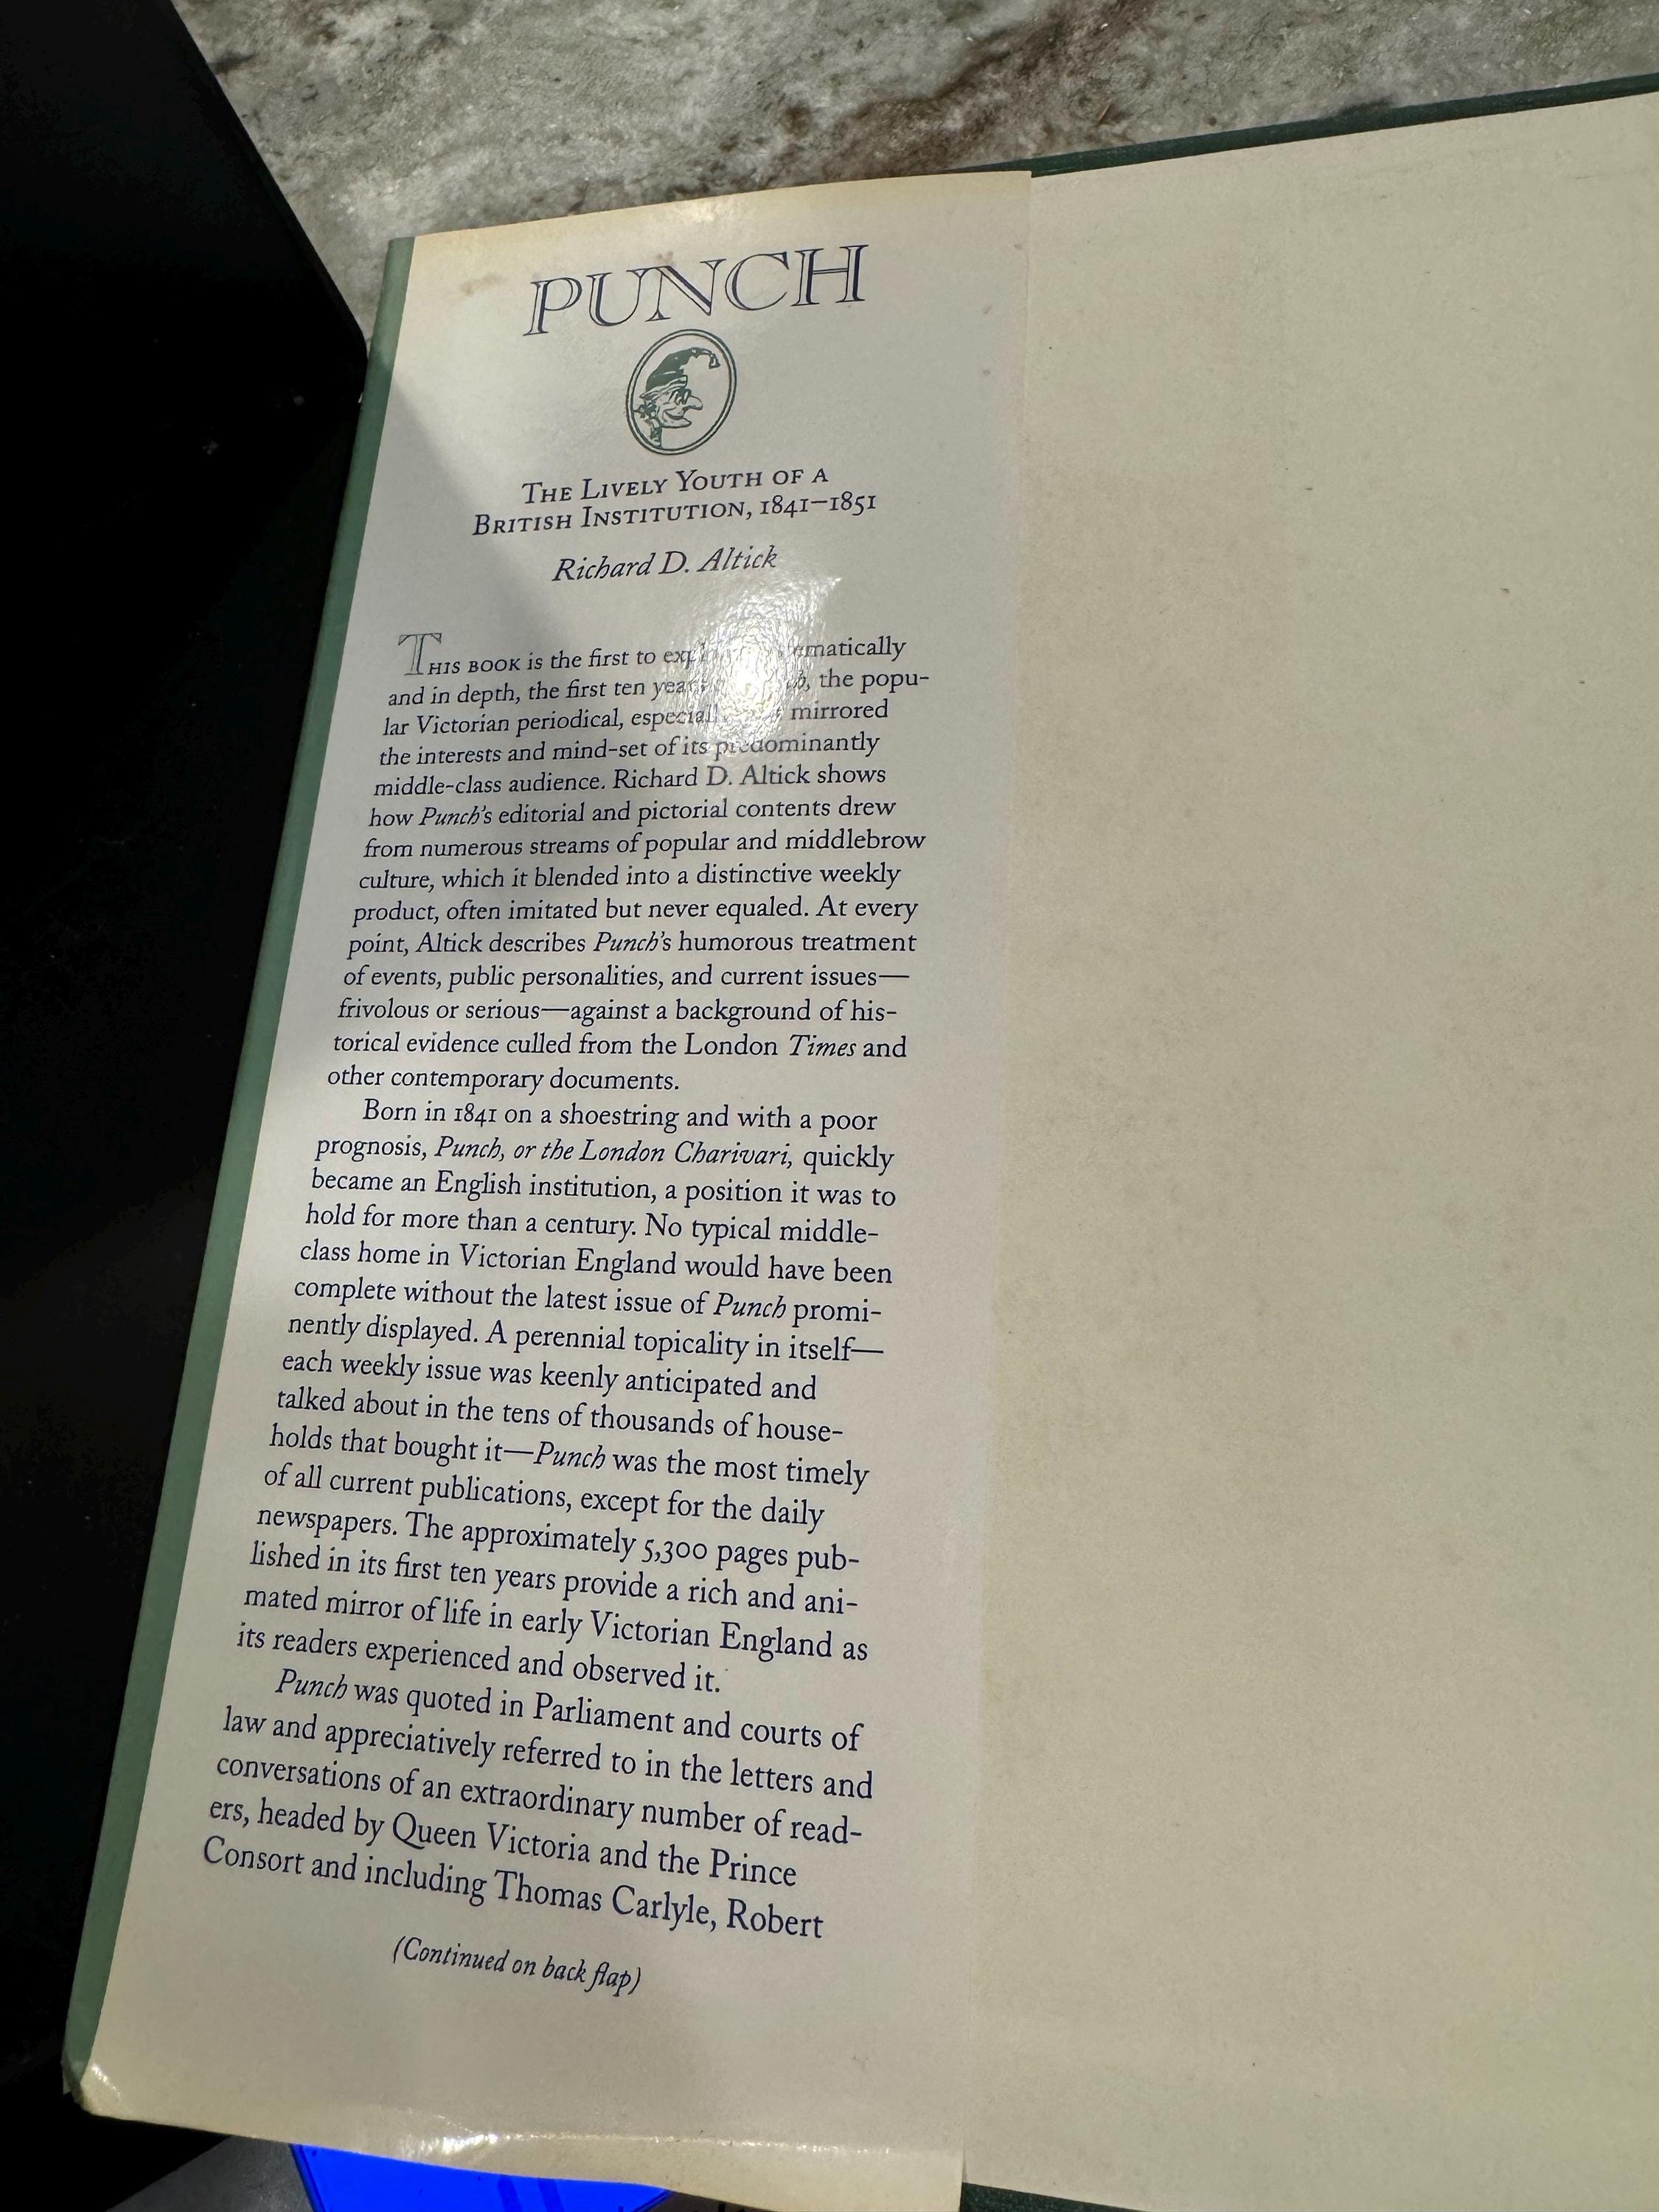 PUNCH
THE LIVELY YOUTH OF A
BRITISH INSTITUTION, 1841–1851
Richard D. Altick
THIS BOOK is the first to ematically
and in depth, the first ten the popu-
lar Victorian periodical, mirrored
the interests and mind-set of its predominantly
middle-class audience. Richard D. Altick shows
how Punch's editorial and pictorial contents drew
from numerous streams of popular and middlebrow
culture, which it blended into a distinctive weekly
product, often imitated but never equaled. At every
point, Altick describes Punch's humorous treatment
of events, public personalities, and current issues—
frivolous or serious—against a background of his-
torical evidence culled from the London Times and
other contemporary documents.
Born in 1841 on a shoestring and with a poor
prognosis, Punch, or the London Charivari, quickly
became an English institution, a position it was to
hold for more than a century. No typical middle-
class home in Victorian England would have been
complete without the latest issue of Punch promi-
nently displayed. A perennial topicality in itself—
each weekly issue was keenly anticipated and
talked about in the tens of thousands of house-
holds that bought it—Punch was the most timely
of all current publications, except for the daily
newspapers. The approximately 5,300 pages pub-
lished in its first ten years provide a rich and ani-
mated mirror of life in early Victorian England as
its readers experienced and observed it.
Punch was quoted in Parliament and courts of
law and appreciatively referred to in the letters and
conversations of an extraordinary number of read-
ers, headed by Queen Victoria and the Prince
Consort and including Thomas Carlyle, Robert
(Continued on back flap)